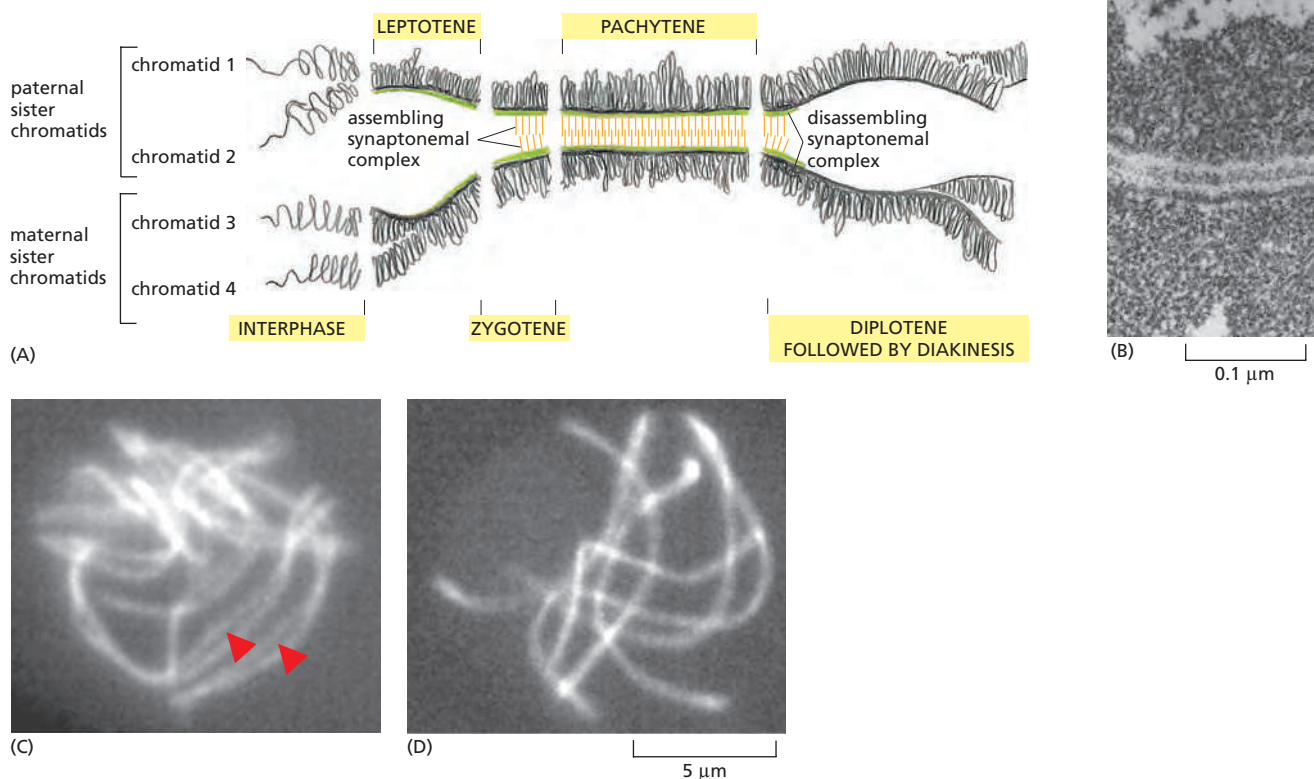 LEPTOTENE
PACHYTENE
paternal
sister
chromatids
chromatid 1
chromatid 2
assembling
synaptonemal
complex
disassembling
synaptonemal
complex
maternal
sister
chromatids
chromatid 3
chromatid 4
INTERPHASE
ZYGOTENE
DIPLOTENE
FOLLOWED BY DIAKINESIS
(A)
(B)
0.1 μm
(C)
(D)
5 μm